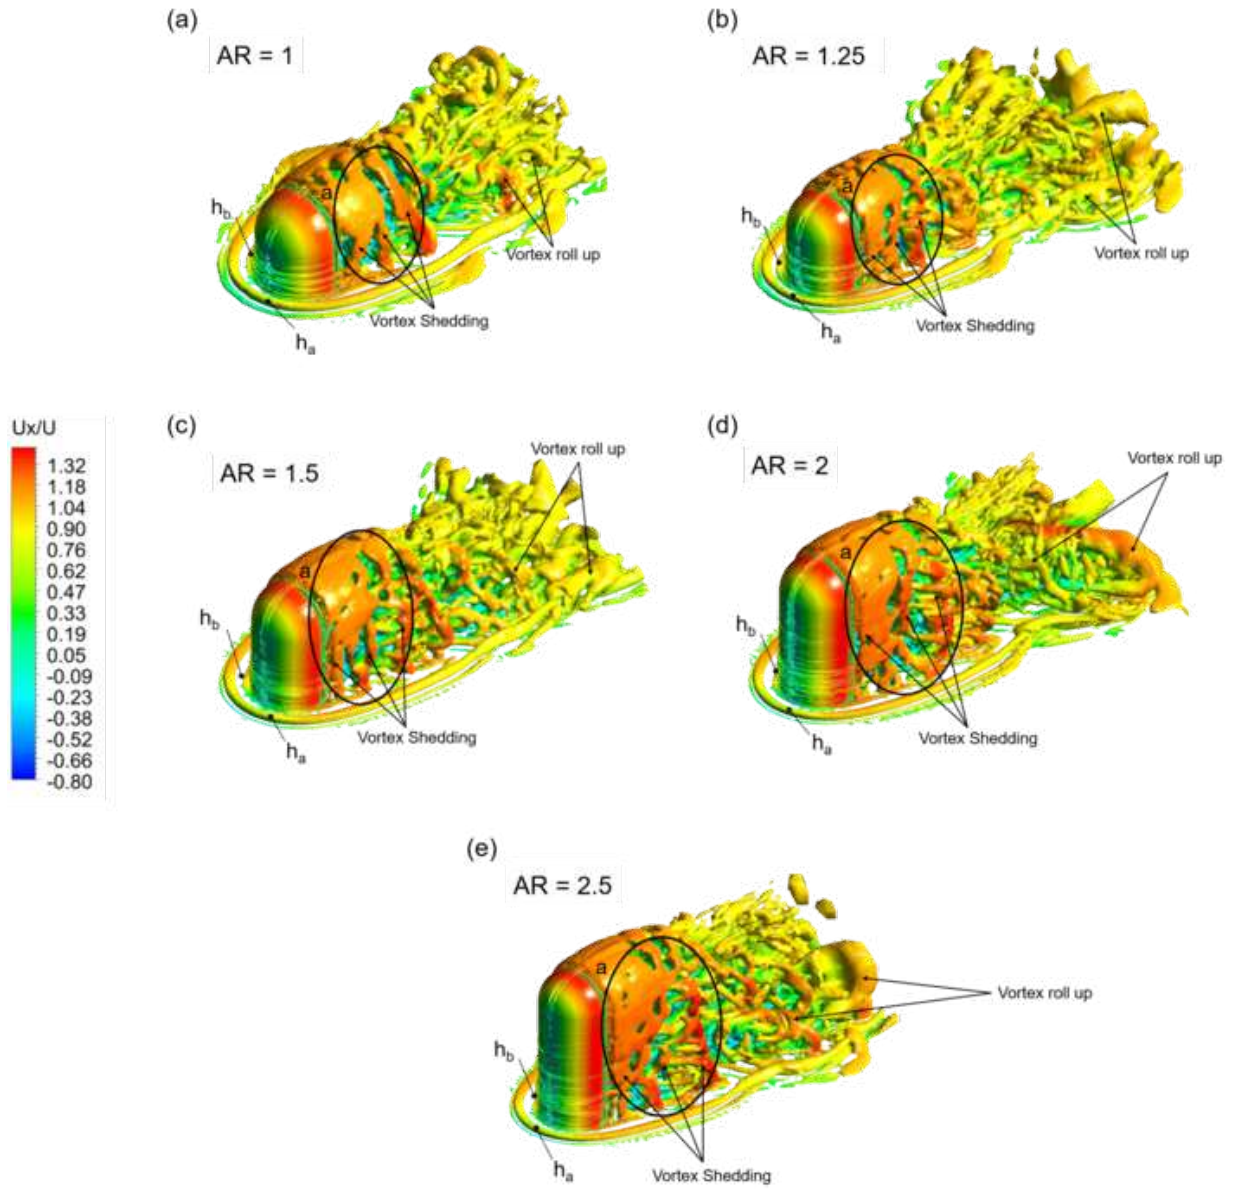 (a)
AR = 1
a
h_b
Vortex roll up
Vortex Shedding
h_a
(b)
AR = 1.25
a
h_b
Vortex roll up
Vortex Shedding
h_a
Ux/U
1.32
1.18
1.04
0.90
0.76
0.62
0.47
0.33
0.19
0.05
-0.09
-0.23
-0.38
-0.52
-0.66
-0.80
(c)
AR = 1.5
Vortex roll up
a
h_b
Vortex Shedding
h_a
(d)
AR = 2
Vortex roll up
a
h_b
Vortex Shedding
h_a
(e)
AR = 2.5
a
Vortex roll up
h_b
h_a
Vortex Shedding